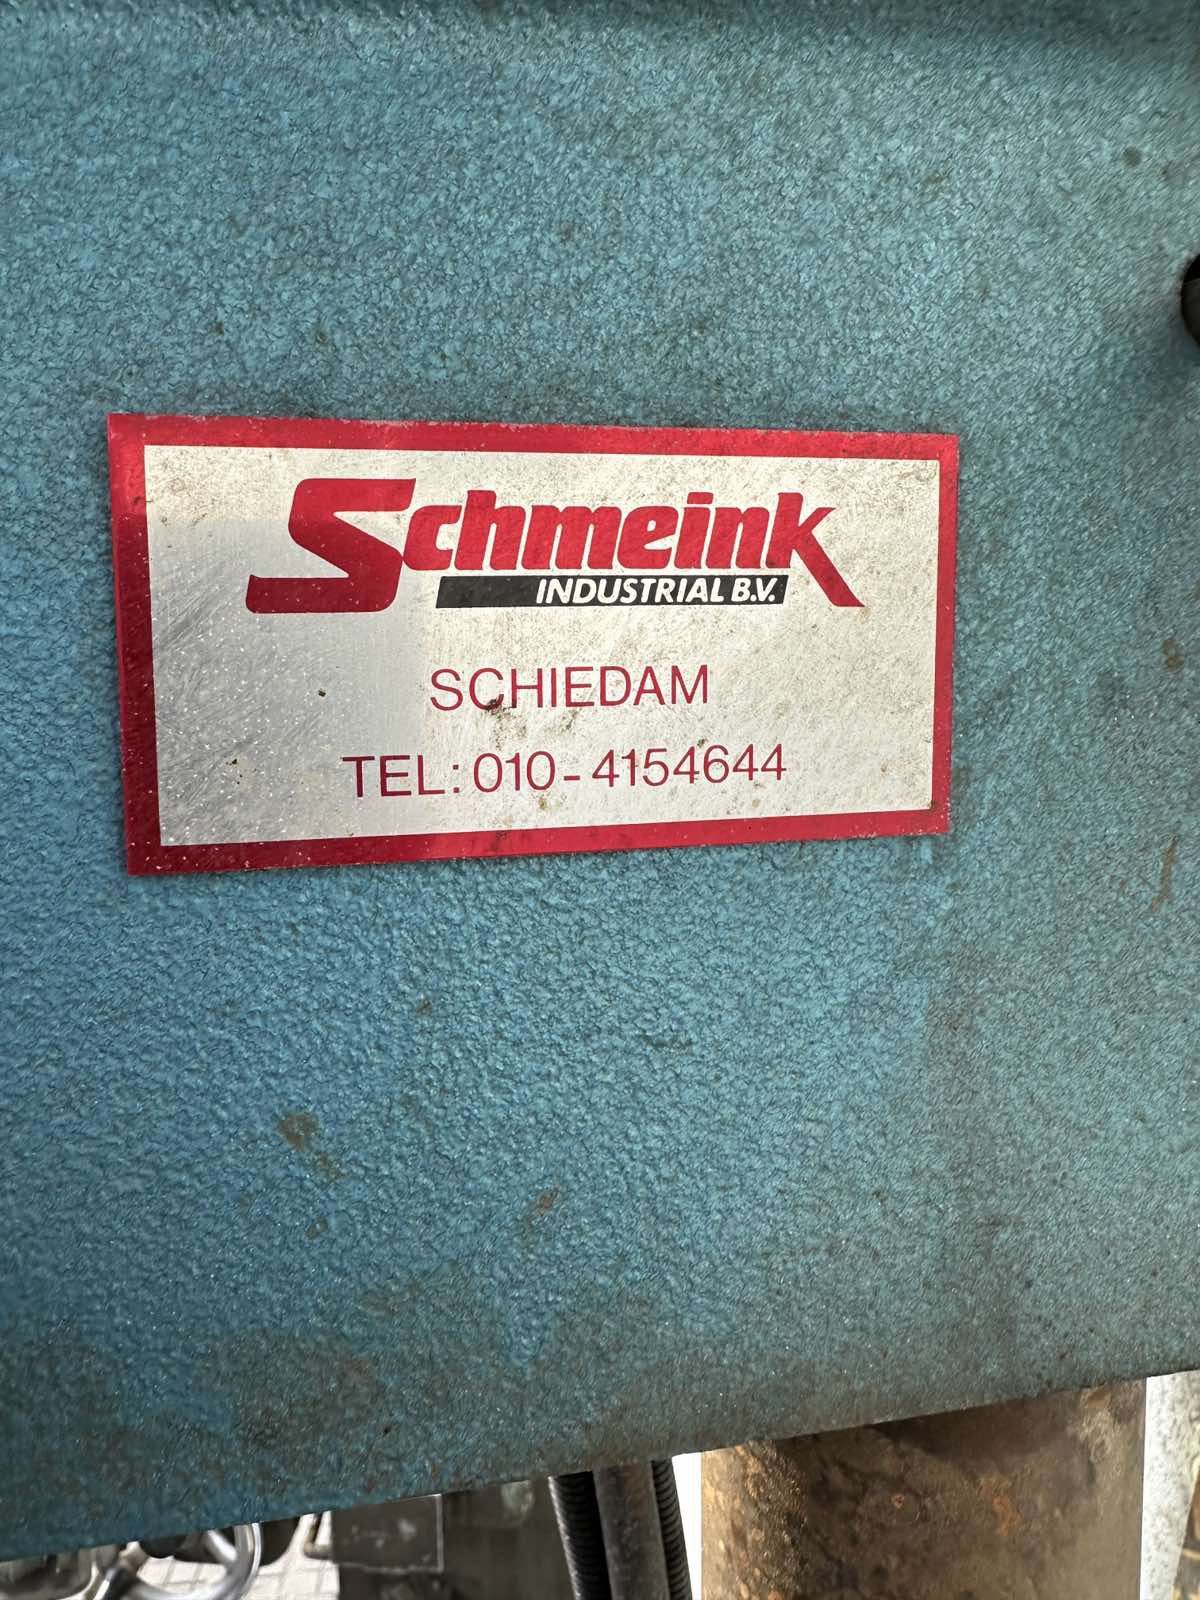 Schmeink
INDUSTRIAL B.V.
SCHIEDAM
TEL: 010-4154644